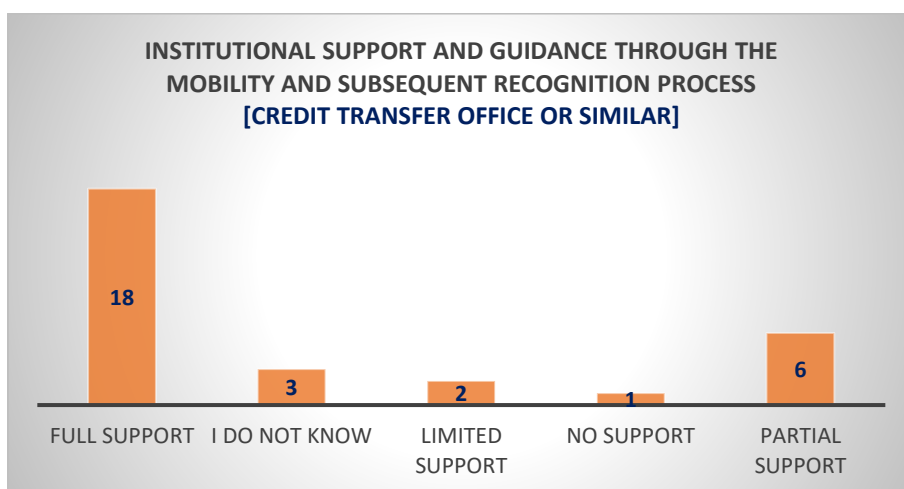 INSTITUTIONAL SUPPORT AND GUIDANCE THROUGH THE
MOBILITY AND SUBSEQUENT RECOGNITION PROCESS
[CREDIT TRANSFER OFFICE OR SIMILAR]
18
3
2
1
6
FULL SUPPORT
I DO NOT KNOW
LIMITED
SUPPORT
NO SUPPORT
PARTIAL
SUPPORT